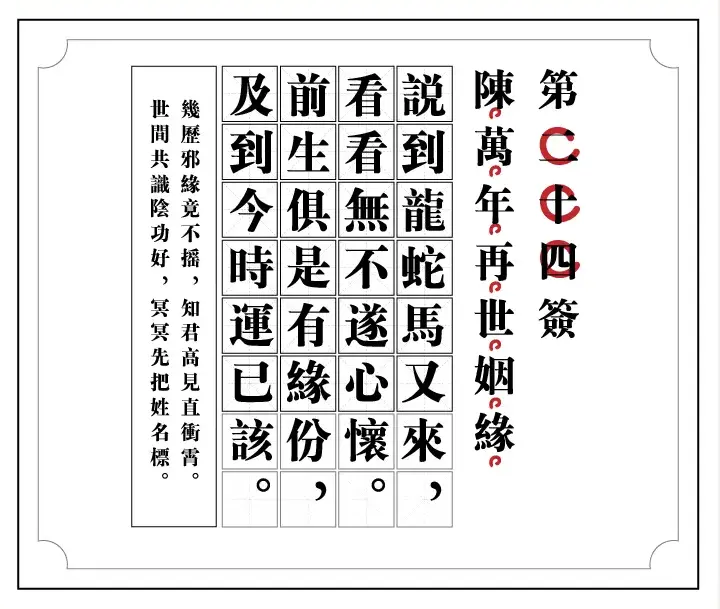 第二十四簽
陳萬年再世姻緣
説到龍蛇馬又來，
看看無不遂心懷。
前生俱是有緣份，
及到今時運已該。
幾歷邪緣竟不摇，知君高見直衝霄。
世間共識陰功好，冥冥先把姓名標。